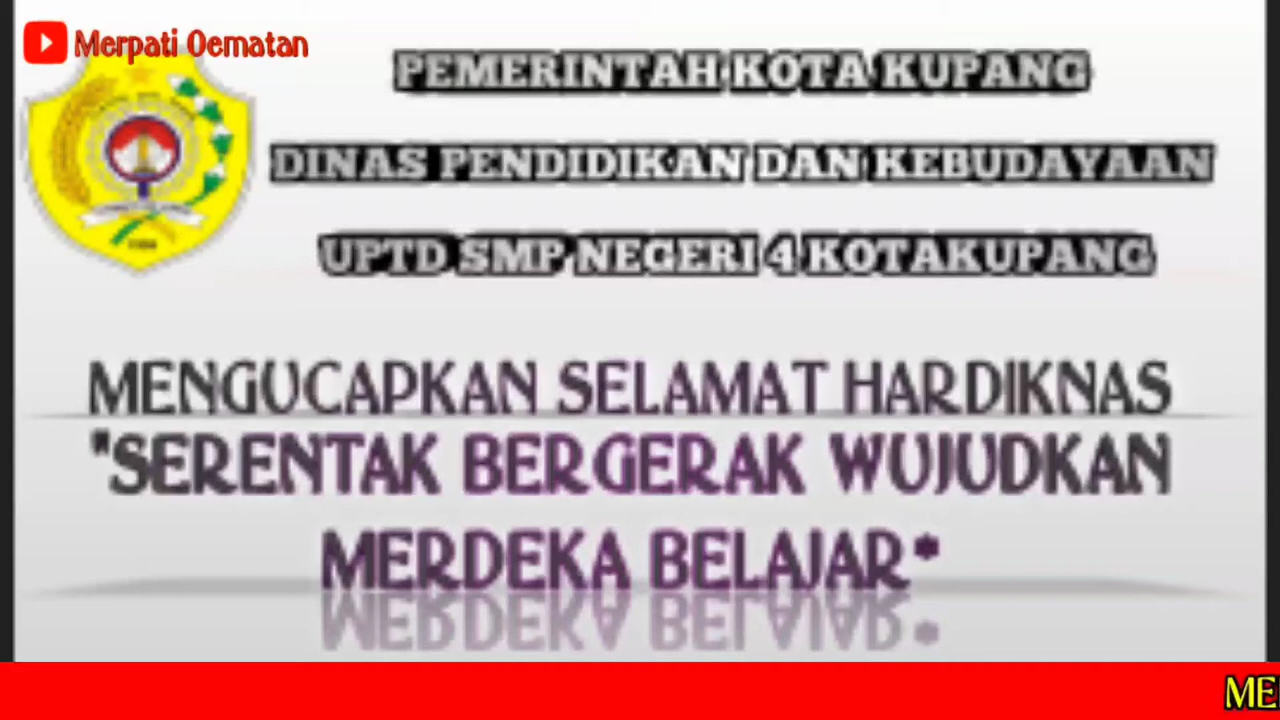 Merpati Oematan
PEMERINTAH KOTA KUPANG
DINAS PENDIDIKAN DAN KEBUDAYAAN
UPTD SMP NEGERI 4 KOTAKUPANG
MENGUCAPKAN SELAMAT HARDIKNAS
"SERENTAK BERGERAK WUJUDKAN
MERDEKA BELAJAR*